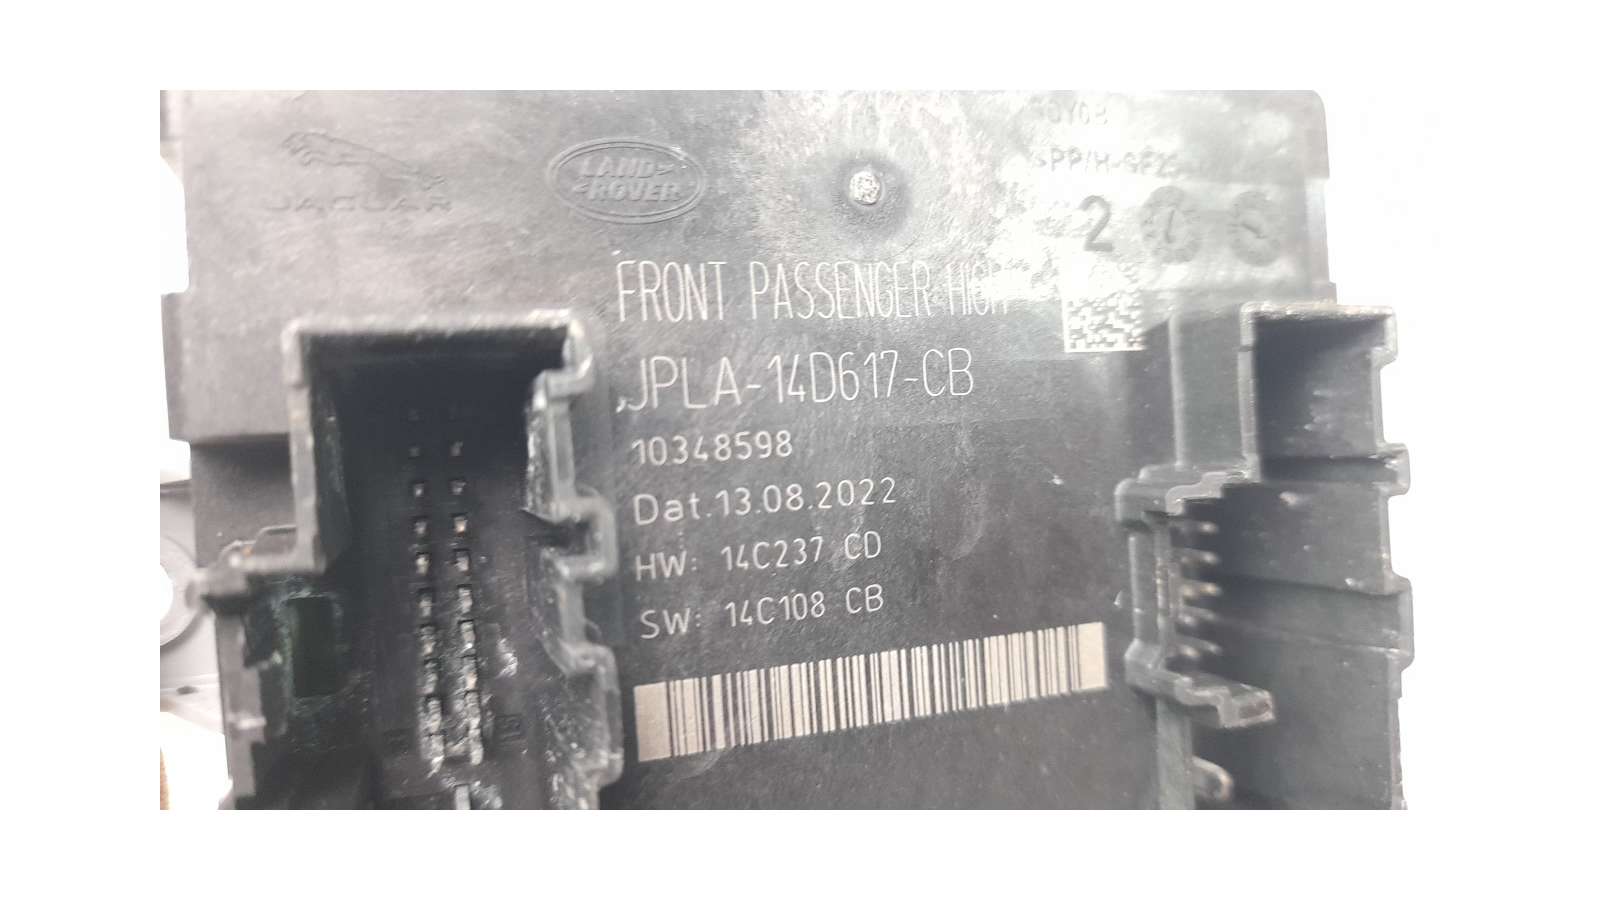 JAGUAR
LAND
ROVER
2
FRONT PASSENGER HIGH
JPLA-14D617-CB
10348598
Dat.13.08.2022
HW: 14C237 CD
SW: 14C108 CB